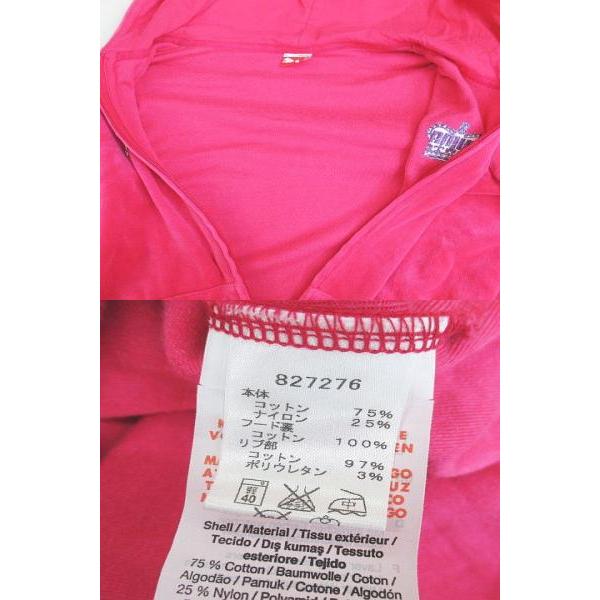 827276
本体
コットン 75%
ナイロン 25%
フード裏
コットン 100%
リブ部
コットン 97%
ポリウレタン 3%
40
Shell / Material / Tissu extérieur /
Tecido / Dış kumaş / Tessuto
esteriore / Tejido
75 % Cotton / Baumwolle / Coton /
Algodão / Pamuk / Cotone / Algodón
25 % Nylon / Polyamid /